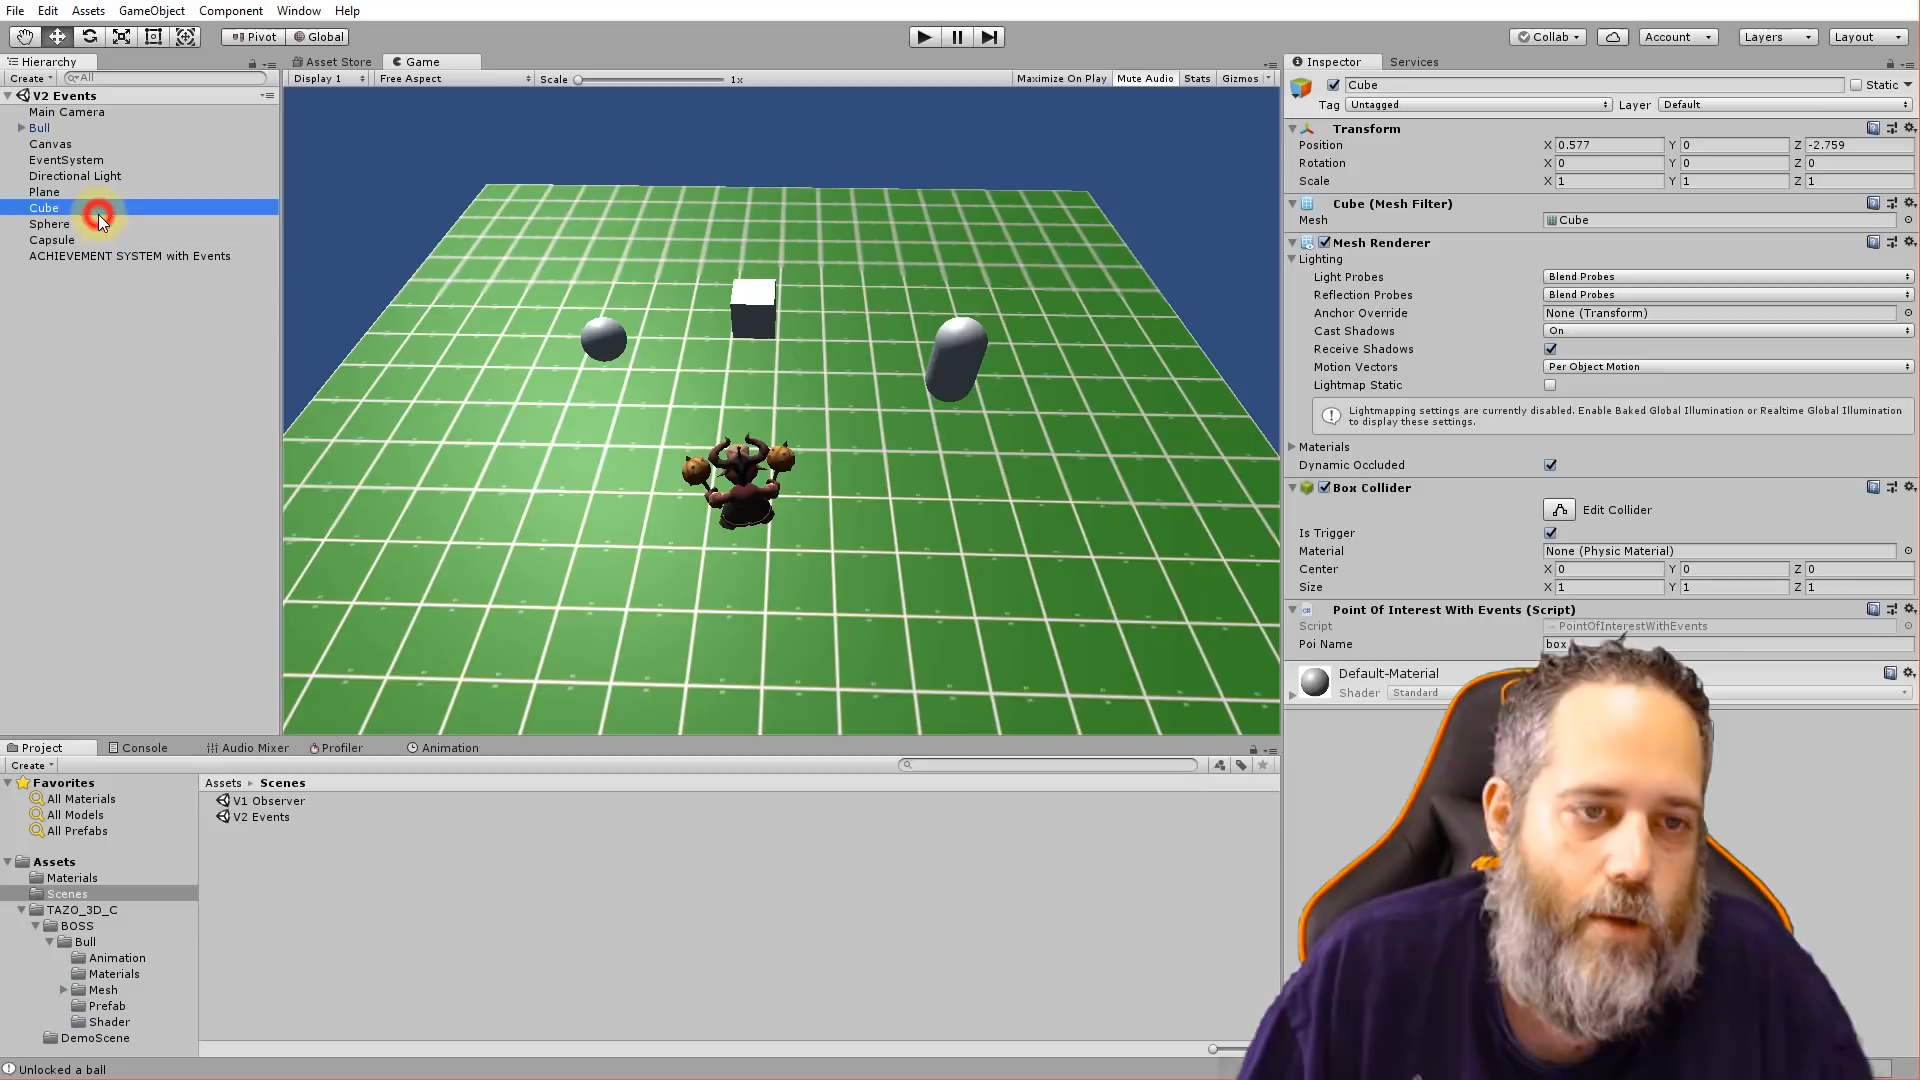 File Edit Assets GameObject Component Window Help
Pivot Global Collab Account Layers Layout
Hierarchy
Create All
V2 Events
Main Camera
Bull
Canvas
EventSystem
Directional Light
Plane
Cube
Sphere
Capsule
ACHIEVEMENT SYSTEM with Events
Asset Store Game
Display 1 Free Aspect Scale 1x Maximize On Play Mute Audio Stats Gizmos
Inspector Services
Cube Static
Tag Untagged Layer Default
Transform
Position X 0.577 Y 0 Z -2.759
Rotation X 0 Y 0 Z 0
Scale X 1 Y 1 Z 1
Cube (Mesh Filter)
Mesh Cube
Mesh Renderer
Lighting
Light Probes Blend Probes
Reflection Probes Blend Probes
Anchor Override None (Transform)
Cast Shadows On
Receive Shadows
Motion Vectors Per Object Motion
Lightmap Static
Lightmapping settings are currently disabled. Enable Baked Global Illumination or Realtime Global Illumination
to display these settings.
Materials
Dynamic Occluded
Box Collider
Edit Collider
Is Trigger
Material None (Physic Material)
Center X 0 Y 0 Z 0
Size X 1 Y 1 Z 1
Point Of Interest With Events (Script)
Script PointOfInterestWithEvents
Poi Name box
Default-Material
Shader Standard
Project Console Audio Mixer Profiler Animation
Create
Favorites
All Materials
All Models
All Prefabs
Assets
Materials
Scenes
TAZO_3D_C
BOSS
Bull
Animation
Materials
Mesh
Prefab
Shader
DemoScene
Assets Scenes
V1 Observer
V2 Events
Unlocked a ball